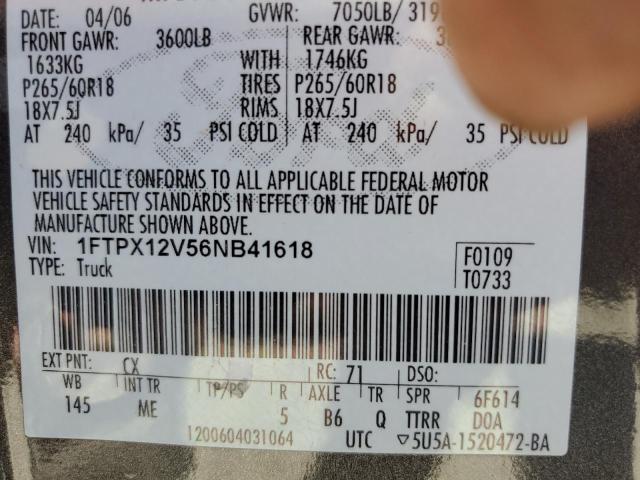 DATE: 04/06 GVWR: 7050LB/ 319
FRONT GAWR: 3600LB REAR GAWR: 3
1633KG WITH 1746KG
P265/60R18 TIRES P265/60R18
18X7.5J RIMS 18X7.5J
AT 240 kPa/ 35 PSI COLD AT 240 kPa/ 35 PSI COLD
THIS VEHICLE CONFORMS TO ALL APPLICABLE FEDERAL MOTOR
VEHICLE SAFETY STANDARDS IN EFFECT ON THE DATE OF
MANUFACTURE SHOWN ABOVE.
VIN: 1FTPX12V56NB41618 F0109
TYPE: Truck T0733
EXT PNT: CX RC: 71 DSO:
WB INT TR TP/PS R AXLE TR SPR 6F614
145 ME 5 B6 Q TTRR DOA
1200604031064 UTC ▽5U5A-1520472-BA